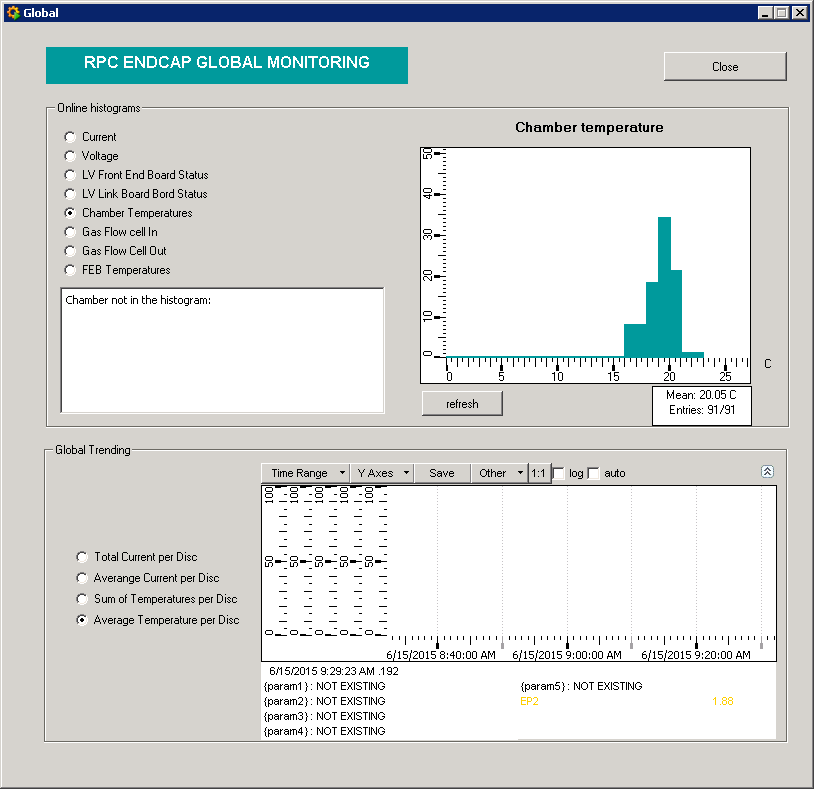 Global
RPC ENDCAP GLOBAL MONITORING
Close
Online histograms
Current
Voltage
LV Front End Board Status
LV Link Board Bord Status
Chamber Temperatures
Gas Flow cell In
Gas Flow Cell Out
FEB Temperatures
Chamber not in the histogram:
Chamber temperature
50
40
30
20
10
0
0 5 10 15 20 25
C
refresh
Mean: 20.05 C
Entries: 91/91
Global Trending
Total Current per Disc
Averange Current per Disc
Sum of Temperatures per Disc
Average Temperature per Disc
Time Range Y Axes Save Other 1:1 log auto
100 100 100 100 100
50 50 50 50 50
0 0 0 0 0
6/15/2015 8:40:00 AM 6/15/2015 9:00:00 AM 6/15/2015 9:20:00 AM
6/15/2015 9:29:23 AM .192
{param1} : NOT EXISTING {param5} : NOT EXISTING
{param2} : NOT EXISTING EP2 1.88
{param3} : NOT EXISTING
{param4} : NOT EXISTING